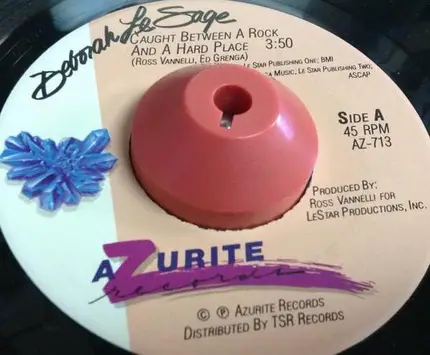 Deborah Le Sage
CAUGHT BETWEEN A ROCK
AND A HARD PLACE 3:50
(ROSS VANNELLI, ED GRENGA)
LE STAR PUBLISHING ONE; BMI
MUSIC, LE STAR PUBLISHING TWO;
ASCAP
SIDE A
45 RPM
AZ-713
PRODUCED BY:
ROSS VANNELLI FOR
LESTAR PRODUCTIONS, INC.
AZURITE
records
© ℗ AZURITE RECORDS
DISTRIBUTED BY TSR RECORDS